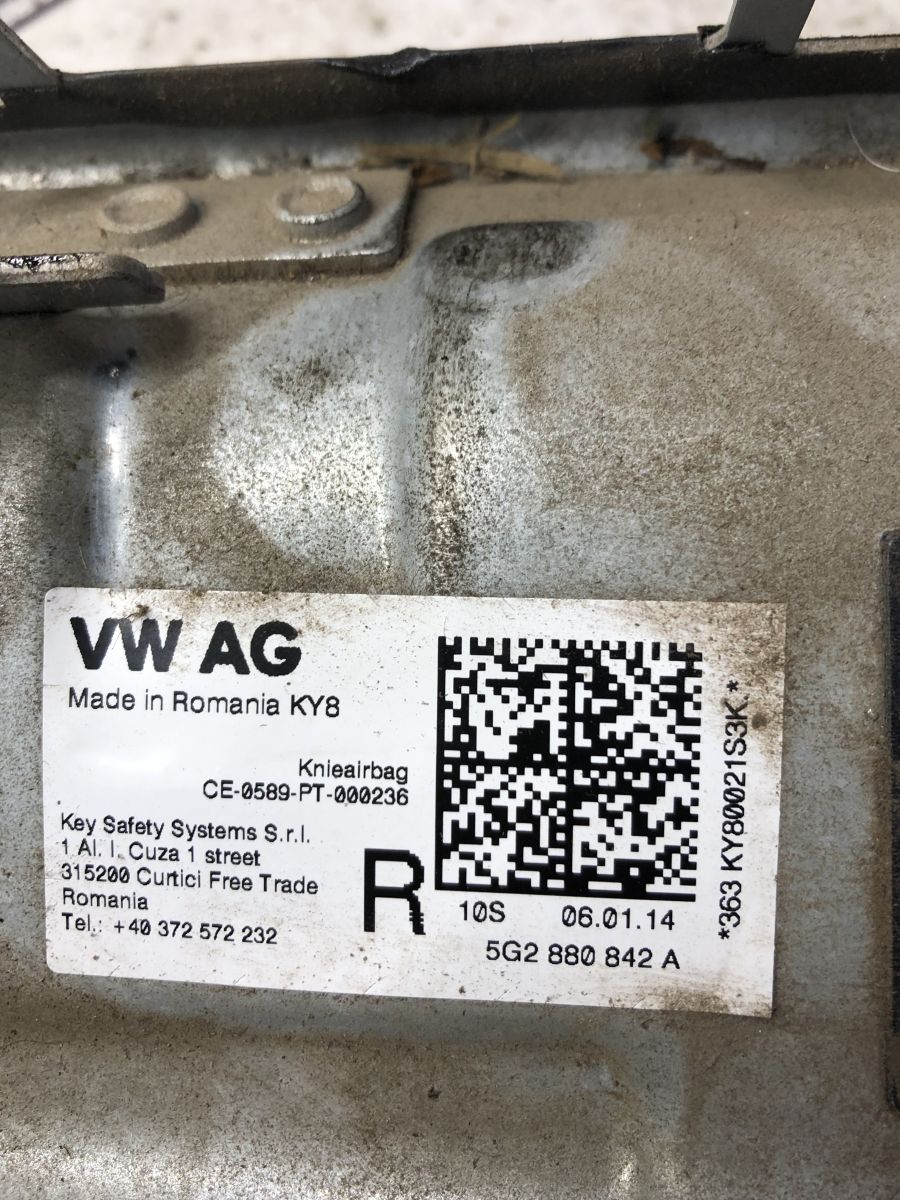 VW AG
Made in Romania KY8
Knieairbag
CE-0589-PT-000236
Key Safety Systems S.r.l.
1 Al. I. Cuza 1 street
315200 Curtici Free Trade
Romania
Tel.: +40 372 572 232
R
10S 06.01.14
5G2 880 842 A
*363 KY80021S3K.*